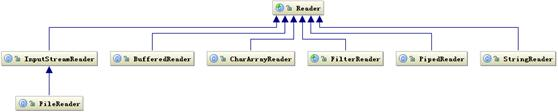 Reader
InputStreamReader
BufferedReader
CharArrayReader
FilterReader
PipedReader
StringReader
FileReader